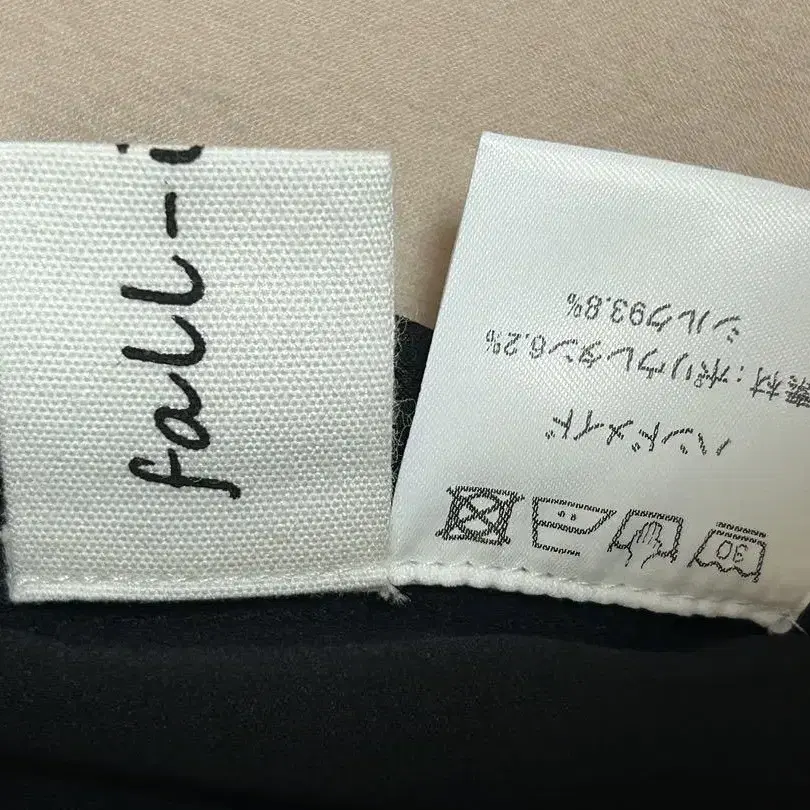 fall-
ハンドメイド
素材:ポリウレタン6.2%
シルク93.8%
30